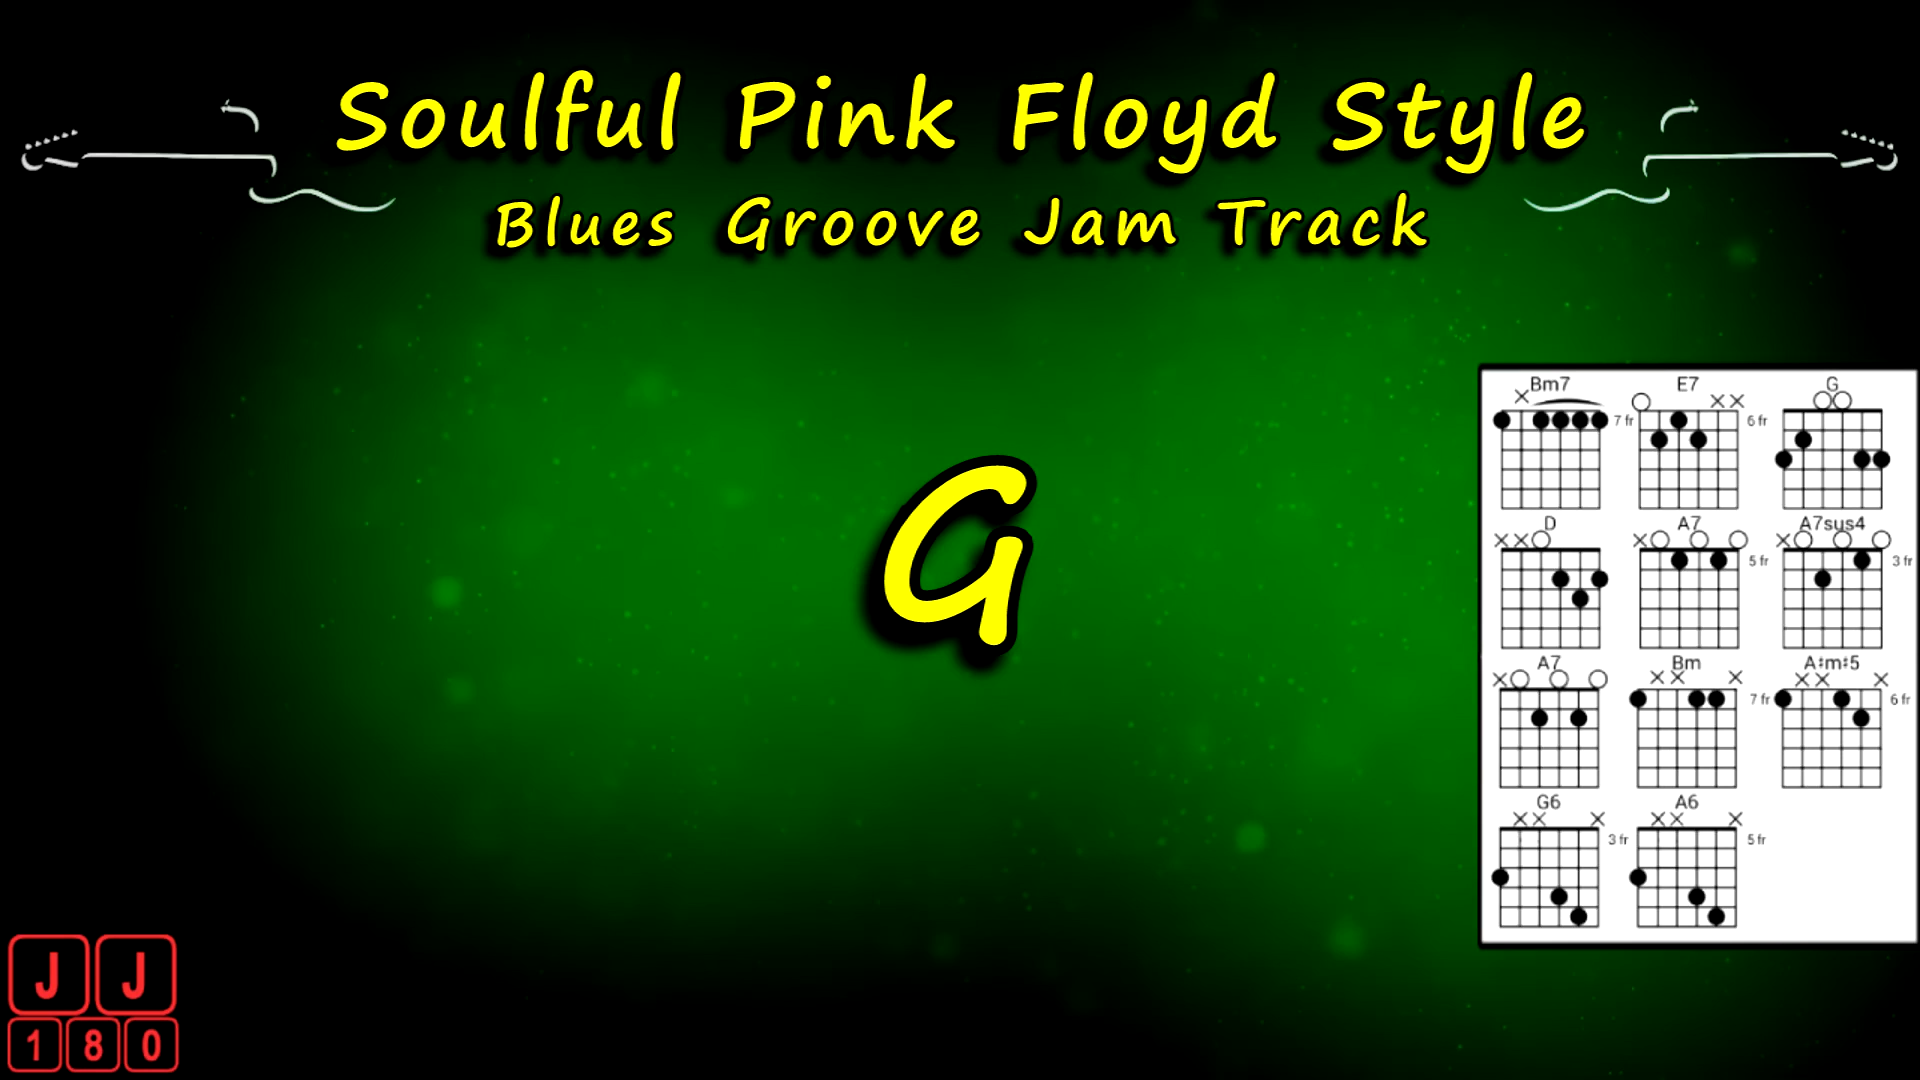 Soulful Pink Floyd Style
Blues Groove Jam Track
G
Bm7 E7 G
7 fr 6 fr
D A7 A7sus4
5 fr 3 fr
A7 Bm A♯m♯5
7 fr 6 fr
G6 A6
3 fr 5 fr
J J
1 8 0